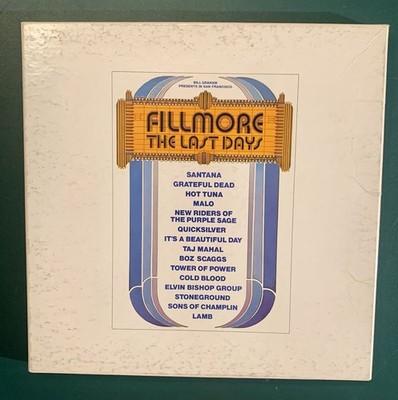 BILL GRAHAM
PRESENTS IN SAN FRANCISCO
FILLMORE
THE LAST DAYS
SANTANA
GRATEFUL DEAD
HOT TUNA
MALO
NEW RIDERS OF
THE PURPLE SAGE
QUICKSILVER
IT'S A BEAUTIFUL DAY
TAJ MAHAL
BOZ SCAGGS
TOWER OF POWER
COLD BLOOD
ELVIN BISHOP GROUP
STONEGROUND
SONS OF CHAMPLIN
LAMB